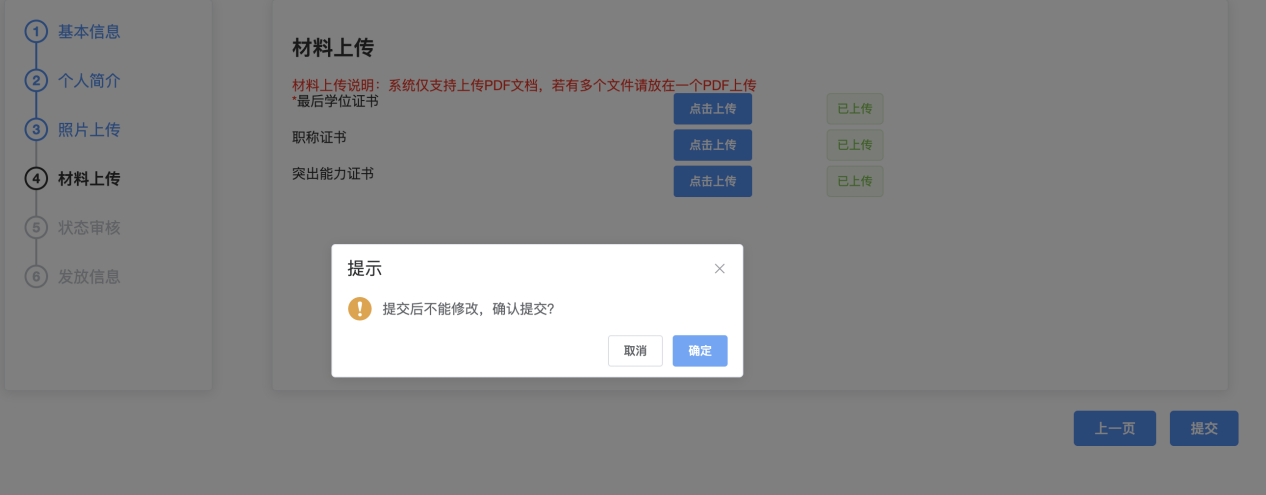 1 基本信息
2 个人简介
3 照片上传
4 材料上传
5 状态审核
6 发放信息
材料上传
材料上传说明：系统仅支持上传PDF文档，若有多个文件请放在一个PDF上传
*最后学位证书 点击上传 已上传
职称证书 点击上传 已上传
突出能力证书 点击上传 已上传
提示
提交后不能修改，确认提交?
取消 确定
上一页 提交